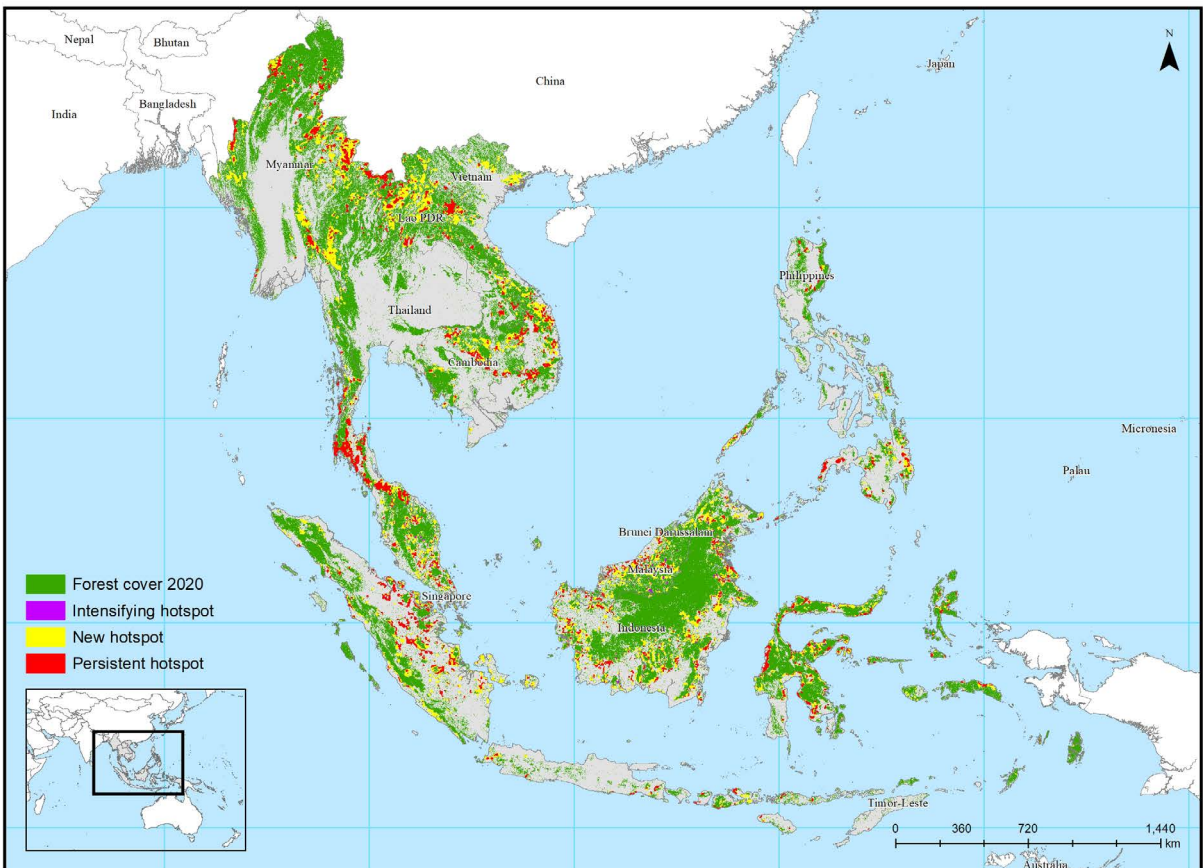 N
Nepal
Bhutan
Japan
China
Bangladesh
India
Myanmar
Vietnam
Lao PDR
Philippines
Thailand
Cambodia
Micronesia
Palau
Brunei Darussalam
Malaysia
Singapore
Indonesia
Forest cover 2020
Intensifying hotspot
New hotspot
Persistent hotspot
Timor-Leste
0 360 720 1,440
km
Australia